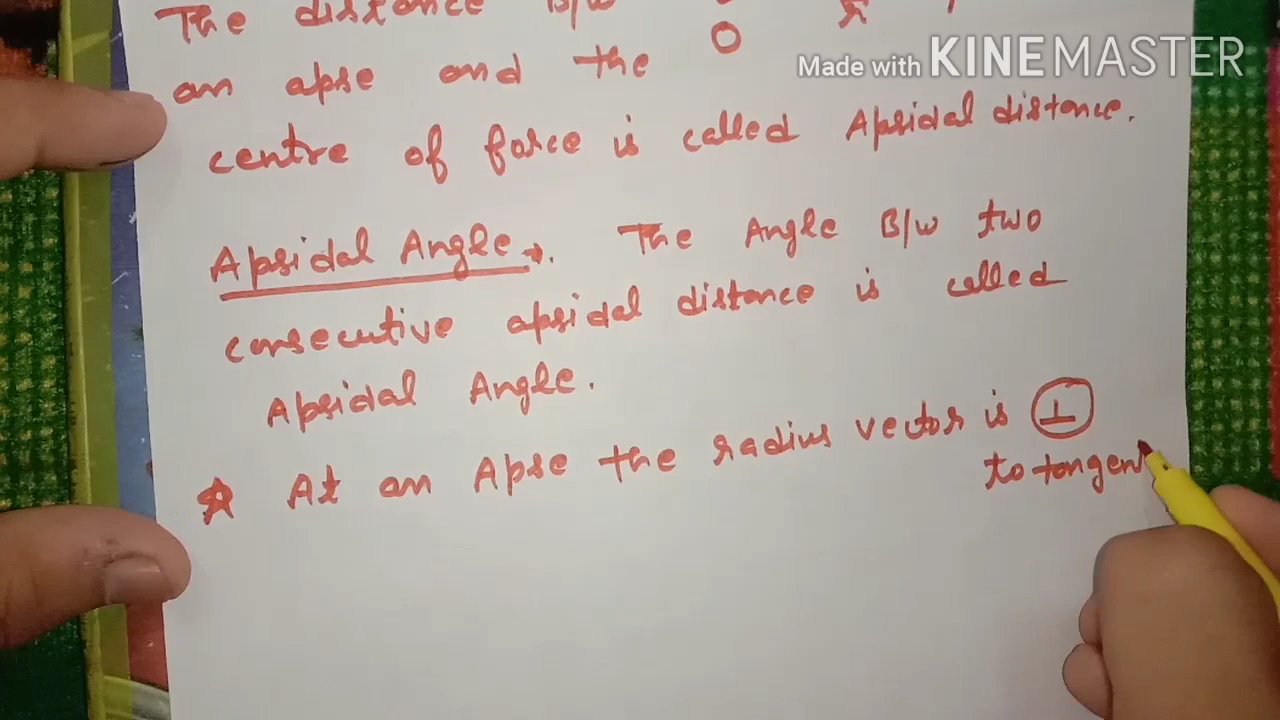 The distance B/w
an apse and the O
Made with KINEMASTER
centre of force is called Apsidal distance.
Apsidal Angle →. The Angle B/w two
consecutive apsidal distance is called
Apsidal Angle.
☆ At an Apse the radius vector is ⊥
to tangent